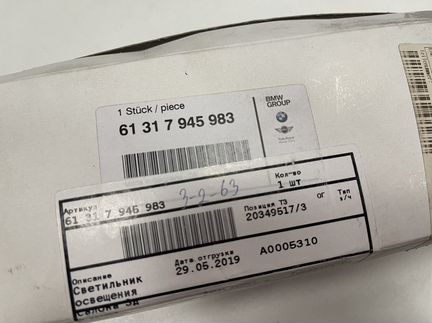 1 Stück / piece
BMW
GROUP
61 31 7 945 983
3-2-63
Артикул
61 31 7 945 983
Кол-во
1 шт
Позиция ТЗ
20349517/3
ОГ
Тип
з/ч
Дата отгрузки
29.05.2019
A0005310
Описание
Светильник
освещения
салона Зд